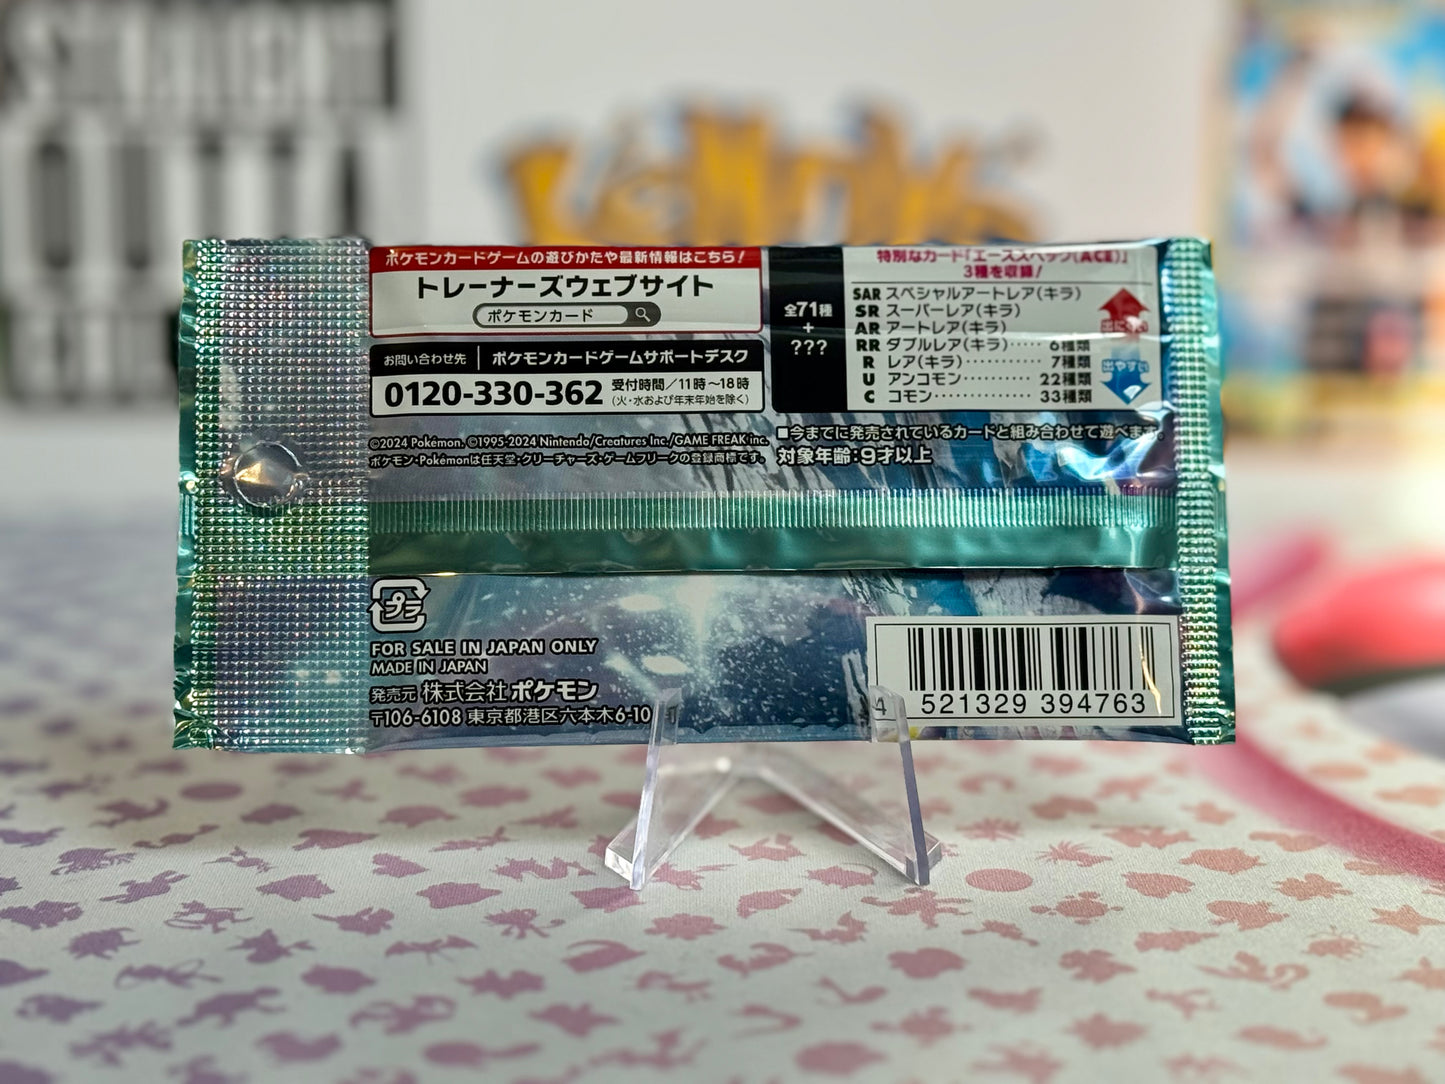 ポケモンカードゲームの遊びかたや最新情報はこちら！
トレーナーズウェブサイト
ポケモンカード
お問い合わせ先 ポケモンカードゲームサポートデスク
0120-330-362 受付時間／11時～18時
（火・水および年末年始を除く）
©2024 Pokémon. ©1995-2024 Nintendo/Creatures Inc./GAME FREAK inc.
ポケモン・Pokémonは任天堂・クリーチャーズ・ゲームフリークの登録商標です。
全71種
+
???
特別なカード「エーススペック(ACE)」
3種を収録！
SAR スペシャルアートレア(キラ)
SR スーパーレア(キラ)
AR アートレア(キラ)
RR ダブルレア(キラ)····· 6種類
R レア(キラ)··········· 7種類
U アンコモン·········· 22種類
C コモン·············· 33種類
出にくい
出やすい
■今までに発売されているカードと組み合わせて遊べます。
対象年齢：9才以上
プラ
FOR SALE IN JAPAN ONLY
MADE IN JAPAN
発売元 株式会社ポケモン
〒106-6108 東京都港区六本木6-10
4 521329 394763